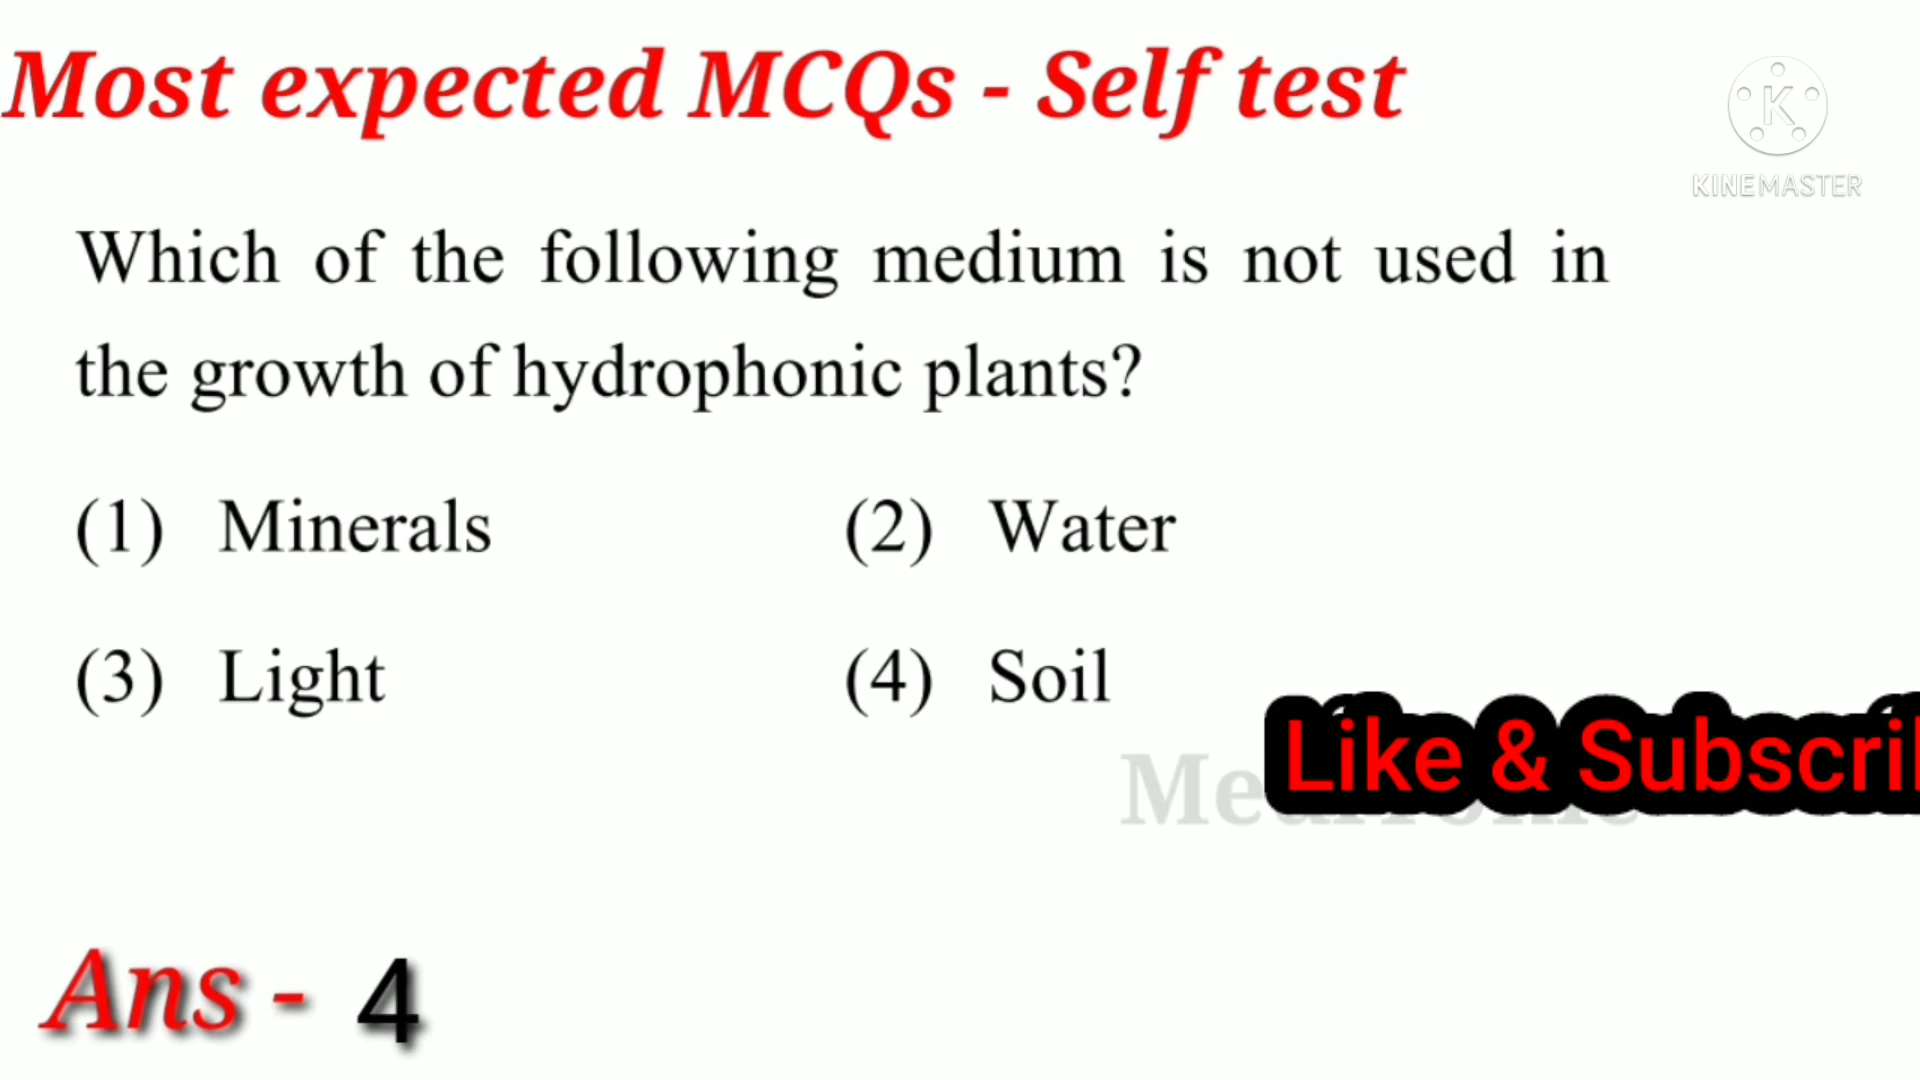 Most expected MCQs - Self test
K
KINEMASTER
Which of the following medium is not used in
the growth of hydrophonic plants?
(1) Minerals (2) Water
(3) Light (4) Soil
Like & Subscri
Ans - 4